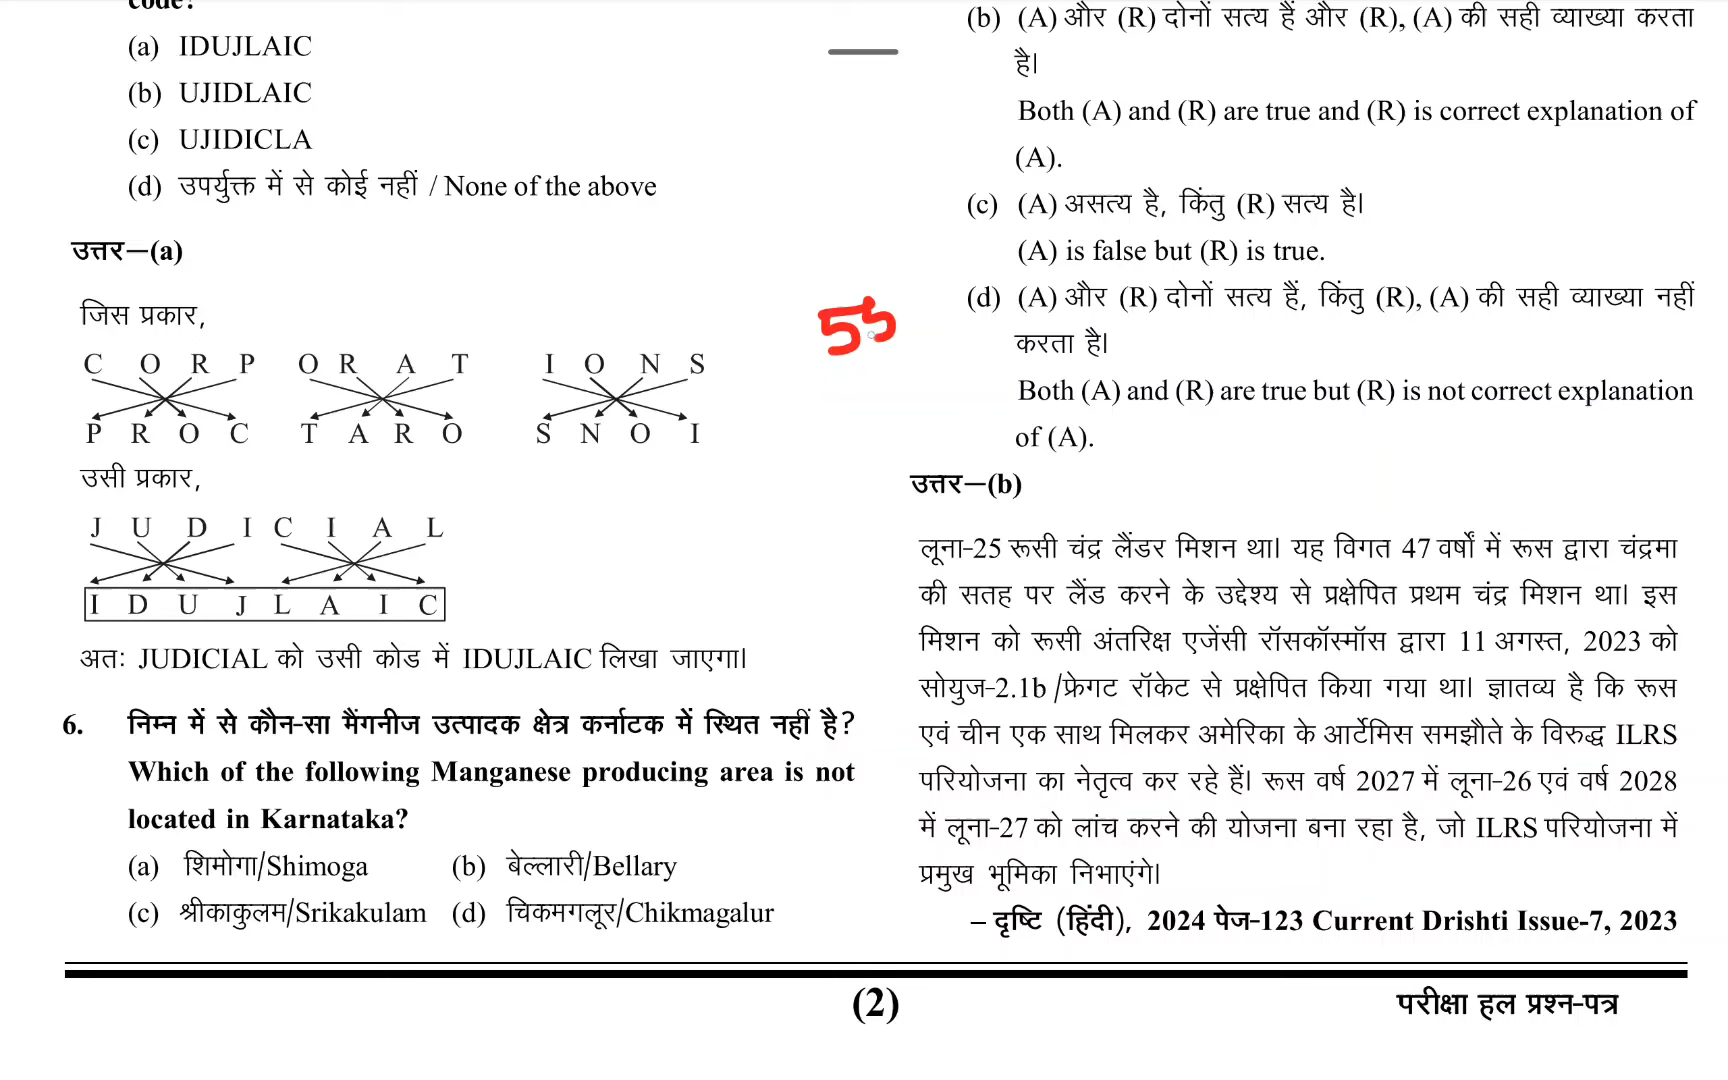 code?
(a) IDUJLAIC
(b) UJIDLAIC
(c) UJIDICLA
(d) उपर्युक्त में से कोई नहीं / None of the above
उत्तर–(a)
जिस प्रकार,
C O R P O R A T I O N S
P R O C T A R O S N O I
उसी प्रकार,
J U D I C I A L
I D U J L A I C
अतः JUDICIAL को उसी कोड में IDUJLAIC लिखा जाएगा।
6. निम्न में से कौन-सा मैंगनीज उत्पादक क्षेत्र कर्नाटक में स्थित नहीं है?
Which of the following Manganese producing area is not
located in Karnataka?
(a) शिमोगा/Shimoga (b) बेल्लारी/Bellary
(c) श्रीकाकुलम/Srikakulam (d) चिकमगलूर/Chikmagalur
55
(b) (A) और (R) दोनों सत्य हैं और (R), (A) की सही व्याख्या करता
है।
Both (A) and (R) are true and (R) is correct explanation of
(A).
(c) (A) असत्य है, किंतु (R) सत्य है।
(A) is false but (R) is true.
(d) (A) और (R) दोनों सत्य हैं, किंतु (R), (A) की सही व्याख्या नहीं
करता है।
Both (A) and (R) are true but (R) is not correct explanation
of (A).
उत्तर–(b)
लूना-25 रूसी चंद्र लैंडर मिशन था। यह विगत 47 वर्षों में रूस द्वारा चंद्रमा
की सतह पर लैंड करने के उद्देश्य से प्रक्षेपित प्रथम चंद्र मिशन था। इस
मिशन को रूसी अंतरिक्ष एजेंसी रॉसकॉस्मॉस द्वारा 11 अगस्त, 2023 को
सोयुज-2.1b /फ्रेगट रॉकेट से प्रक्षेपित किया गया था। ज्ञातव्य है कि रूस
एवं चीन एक साथ मिलकर अमेरिका के आर्टेमिस समझौते के विरुद्ध ILRS
परियोजना का नेतृत्व कर रहे हैं। रूस वर्ष 2027 में लूना-26 एवं वर्ष 2028
में लूना-27 को लांच करने की योजना बना रहा है, जो ILRS परियोजना में
प्रमुख भूमिका निभाएंगे।
– दृष्टि (हिंदी), 2024 पेज-123 Current Drishti Issue-7, 2023
(2)
परीक्षा हल प्रश्न-पत्र